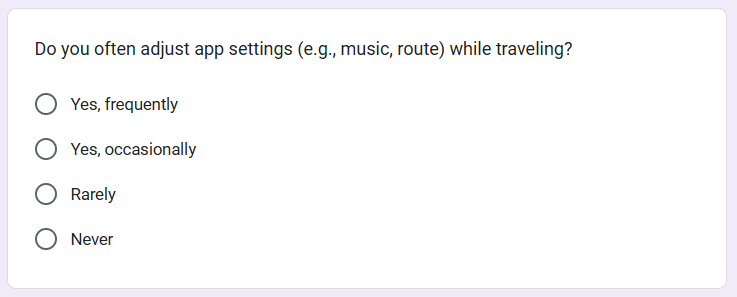 Do you often adjust app settings (e.g., music, route) while traveling?
Yes, frequently
Yes, occasionally
Rarely
Never